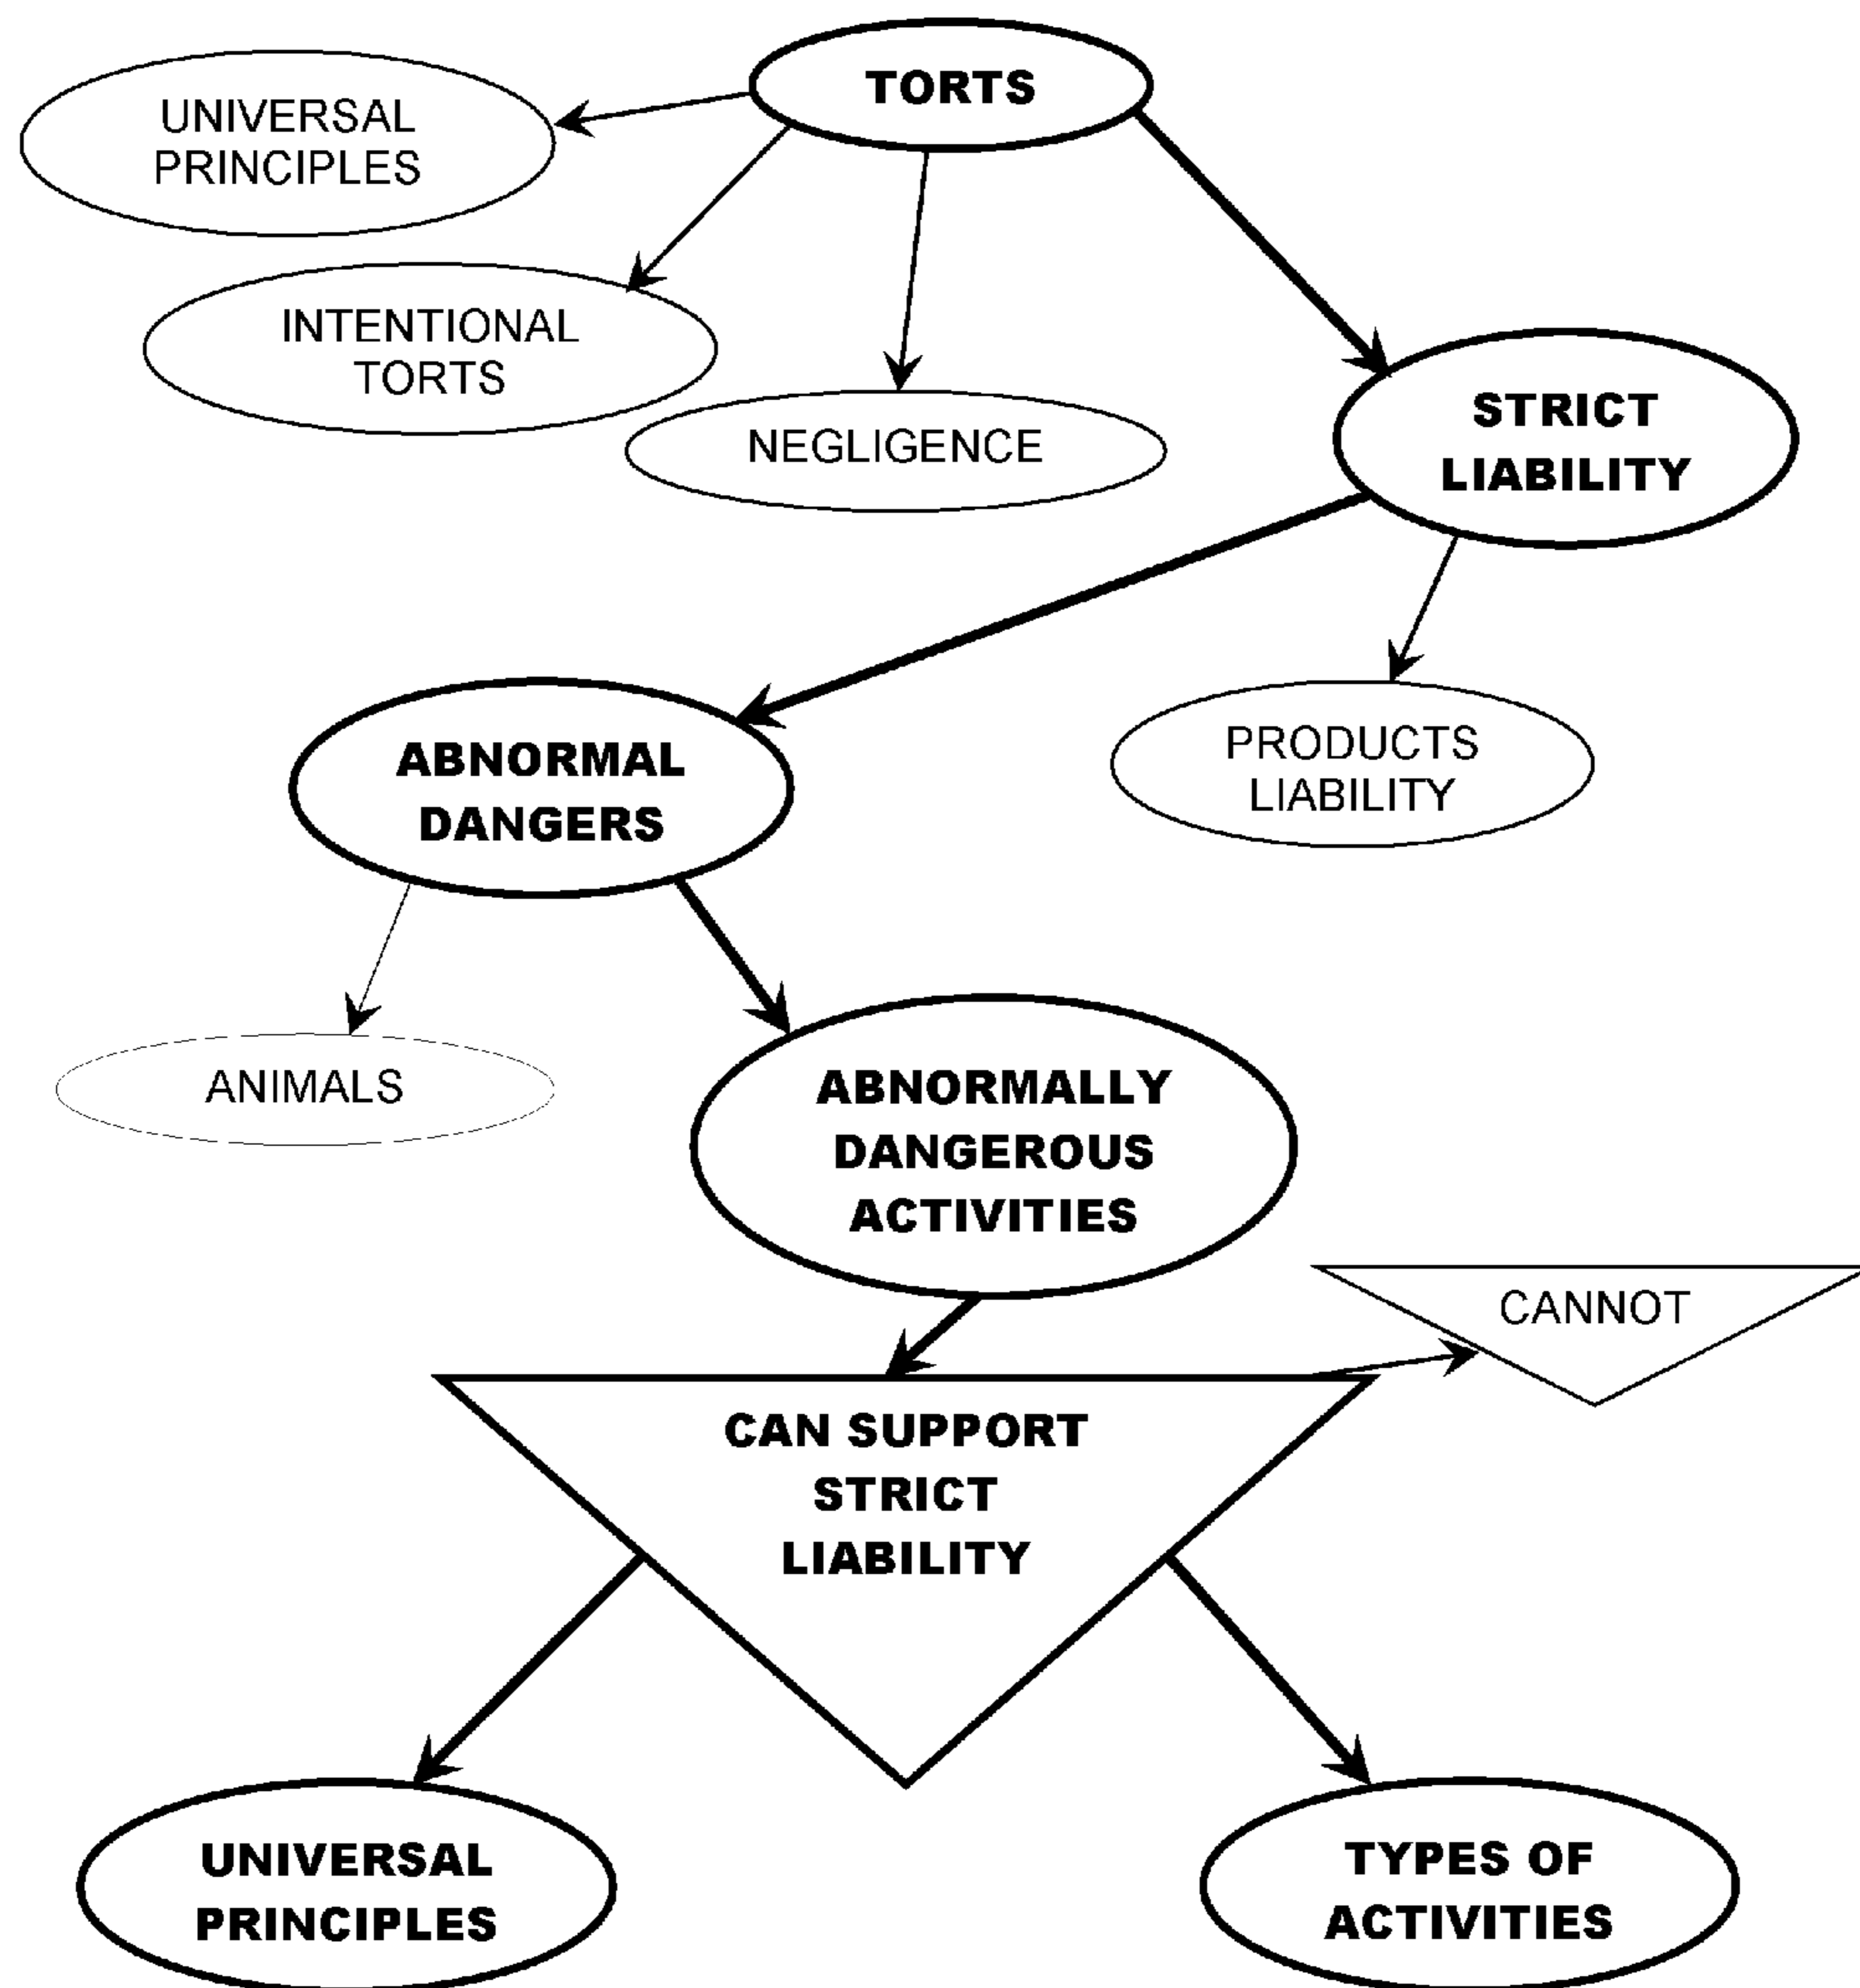 TORTS
UNIVERSAL
PRINCIPLES
INTENTIONAL
TORTS
NEGLIGENCE
STRICT
LIABILITY
ABNORMAL
DANGERS
PRODUCTS
LIABILITY
ANIMALS
ABNORMALLY
DANGEROUS
ACTIVITIES
CANNOT
CAN SUPPORT
STRICT
LIABILITY
UNIVERSAL
PRINCIPLES
TYPES OF
ACTIVITIES